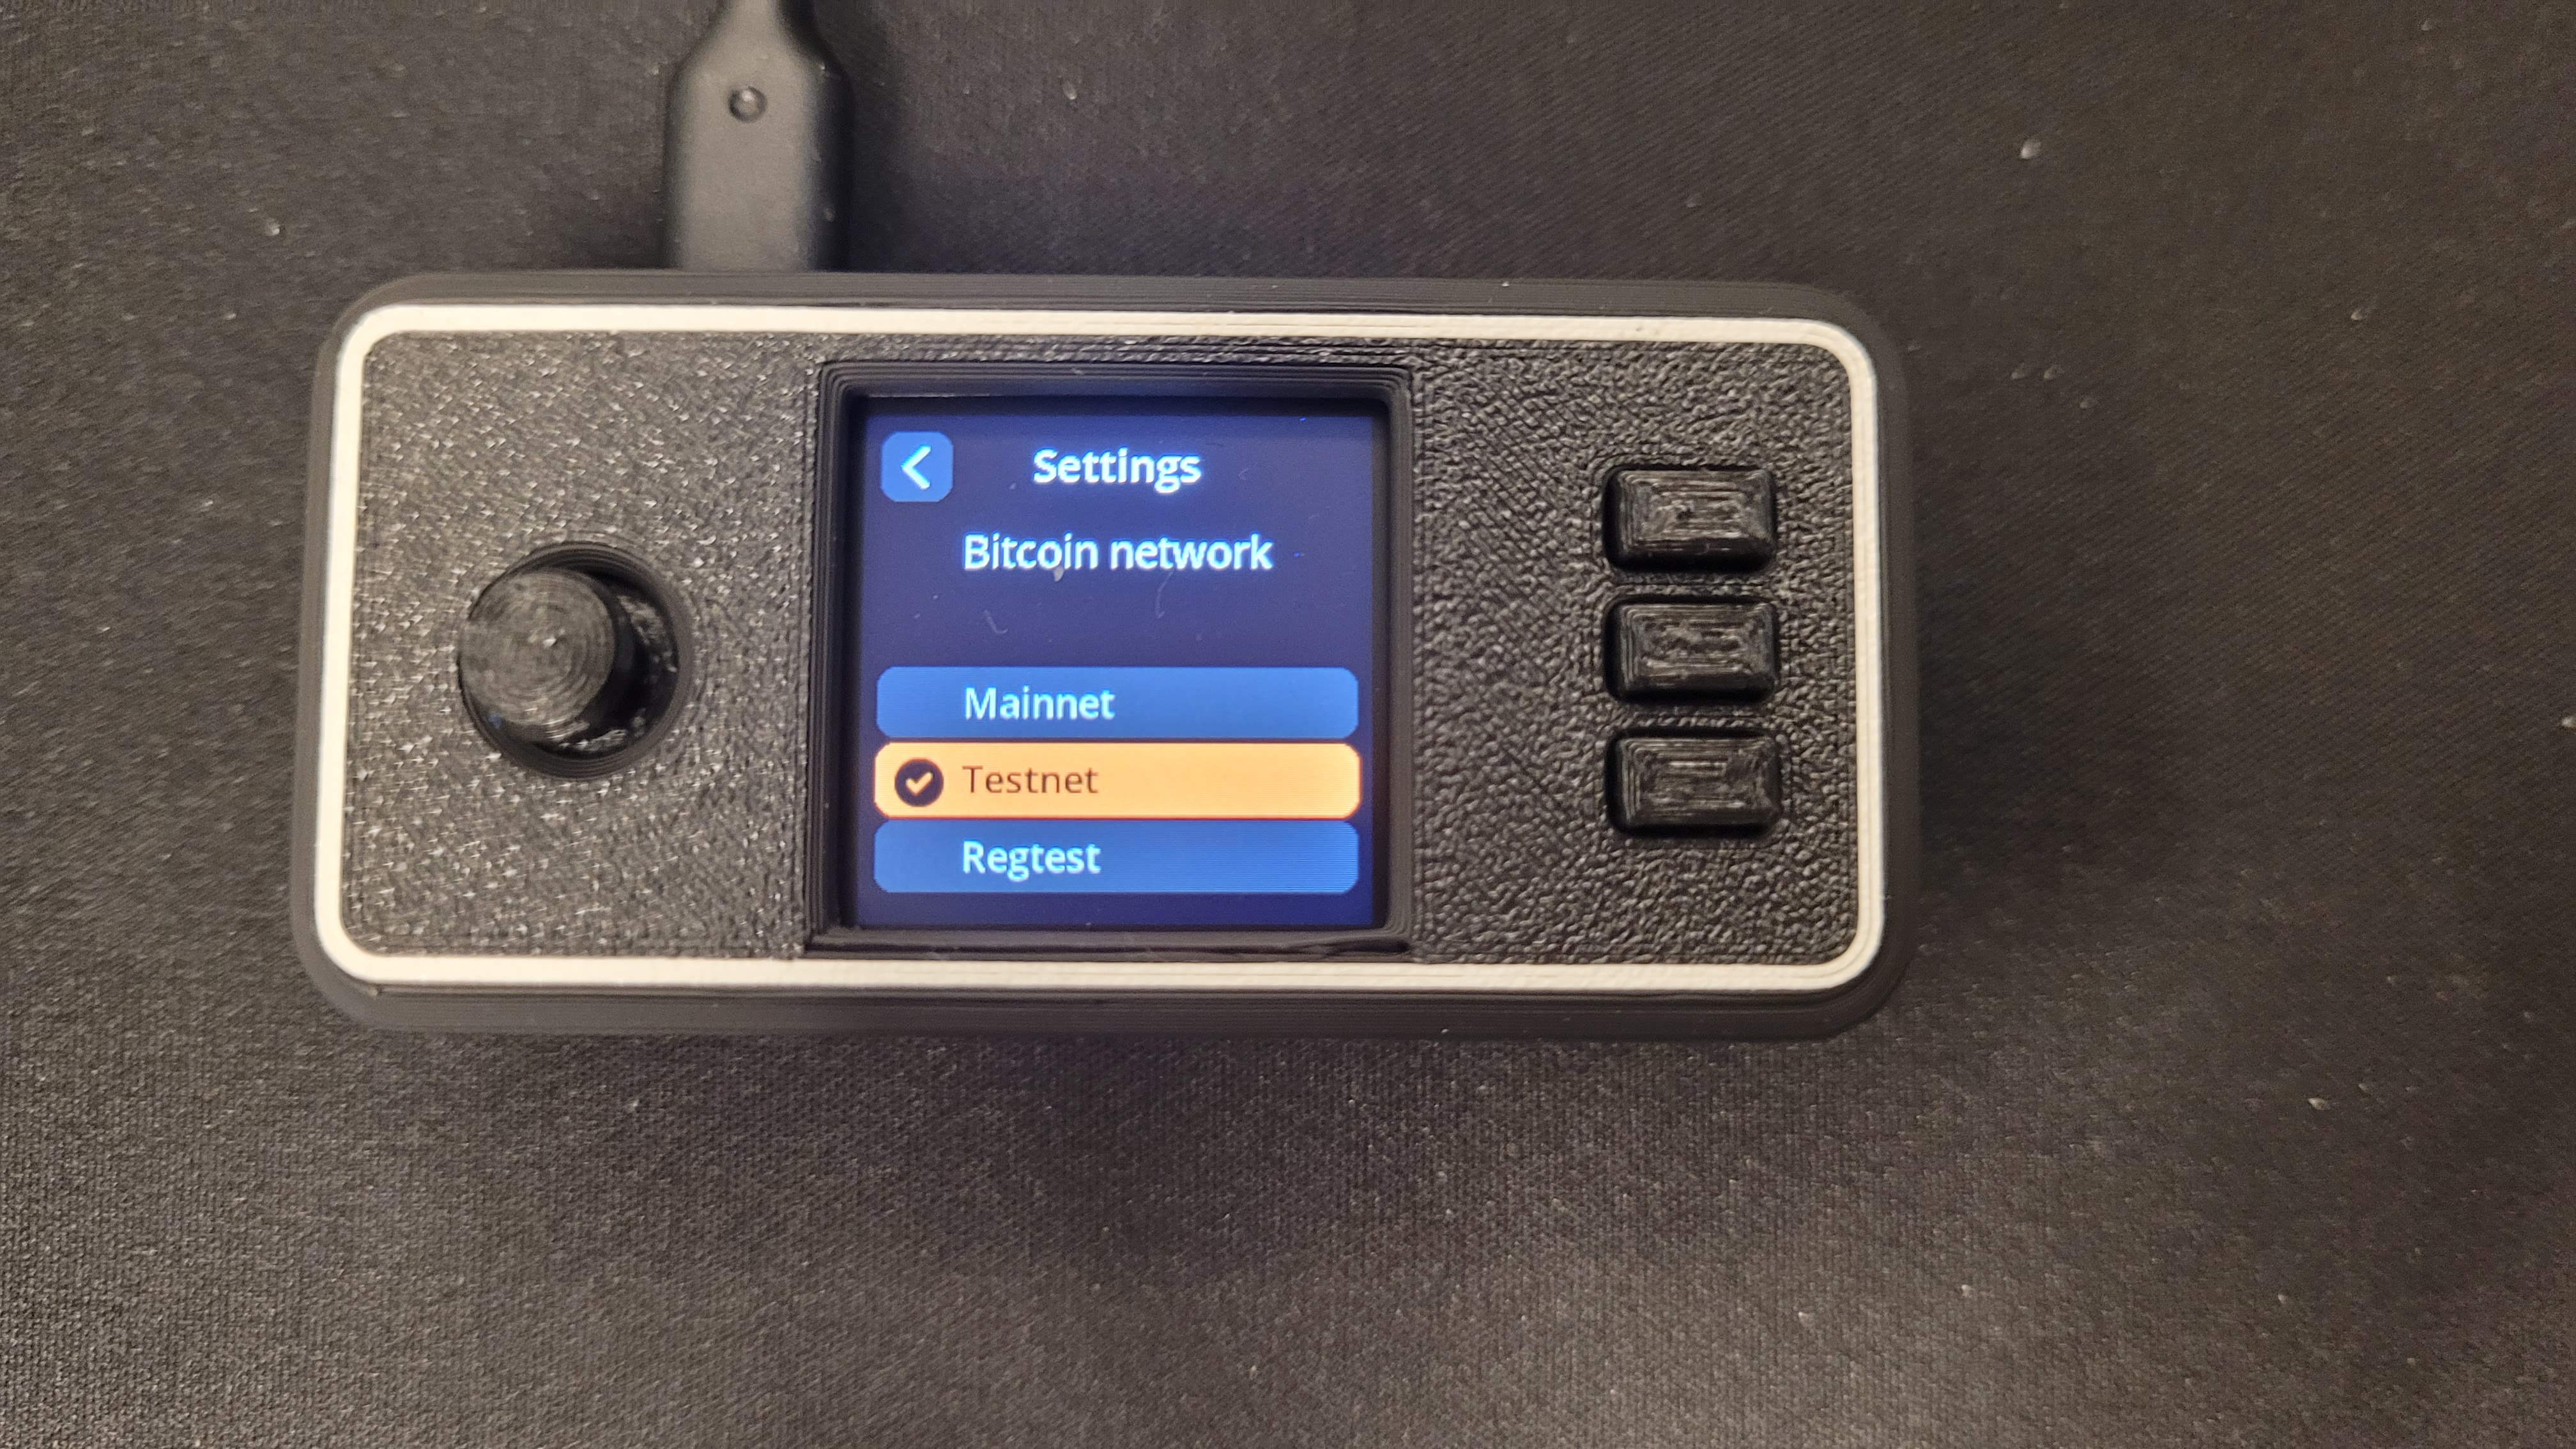 Settings
Bitcoin network
Mainnet
Testnet
Regtest